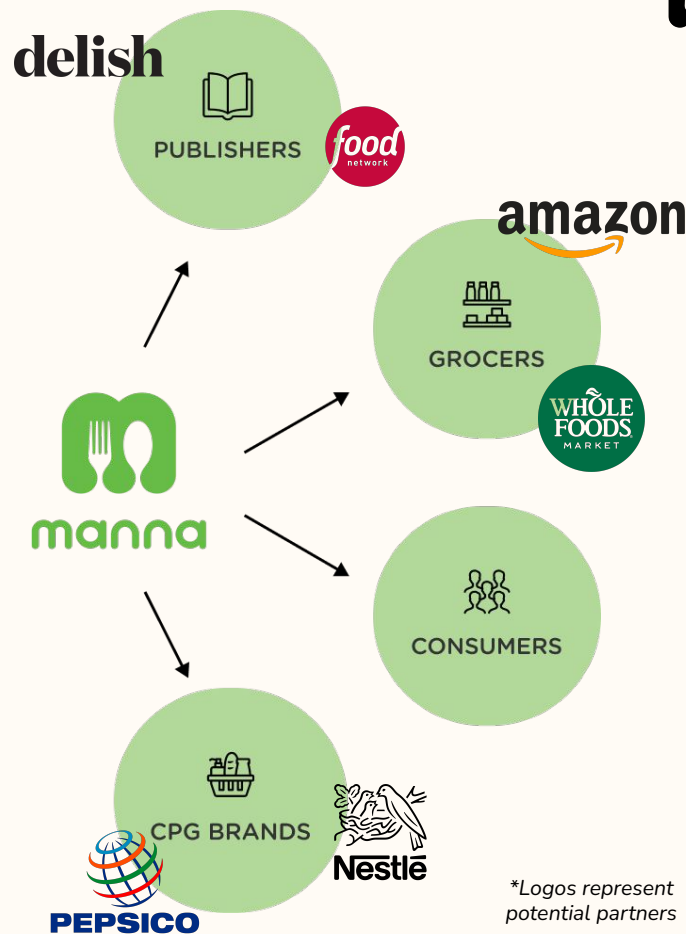 delish
PUBLISHERS
food
network
amazon
GROCERS
WHOLE
FOODS
MARKET
manna
CONSUMERS
CPG BRANDS
Nestlé
PEPSICO
*Logos represent
potential partners